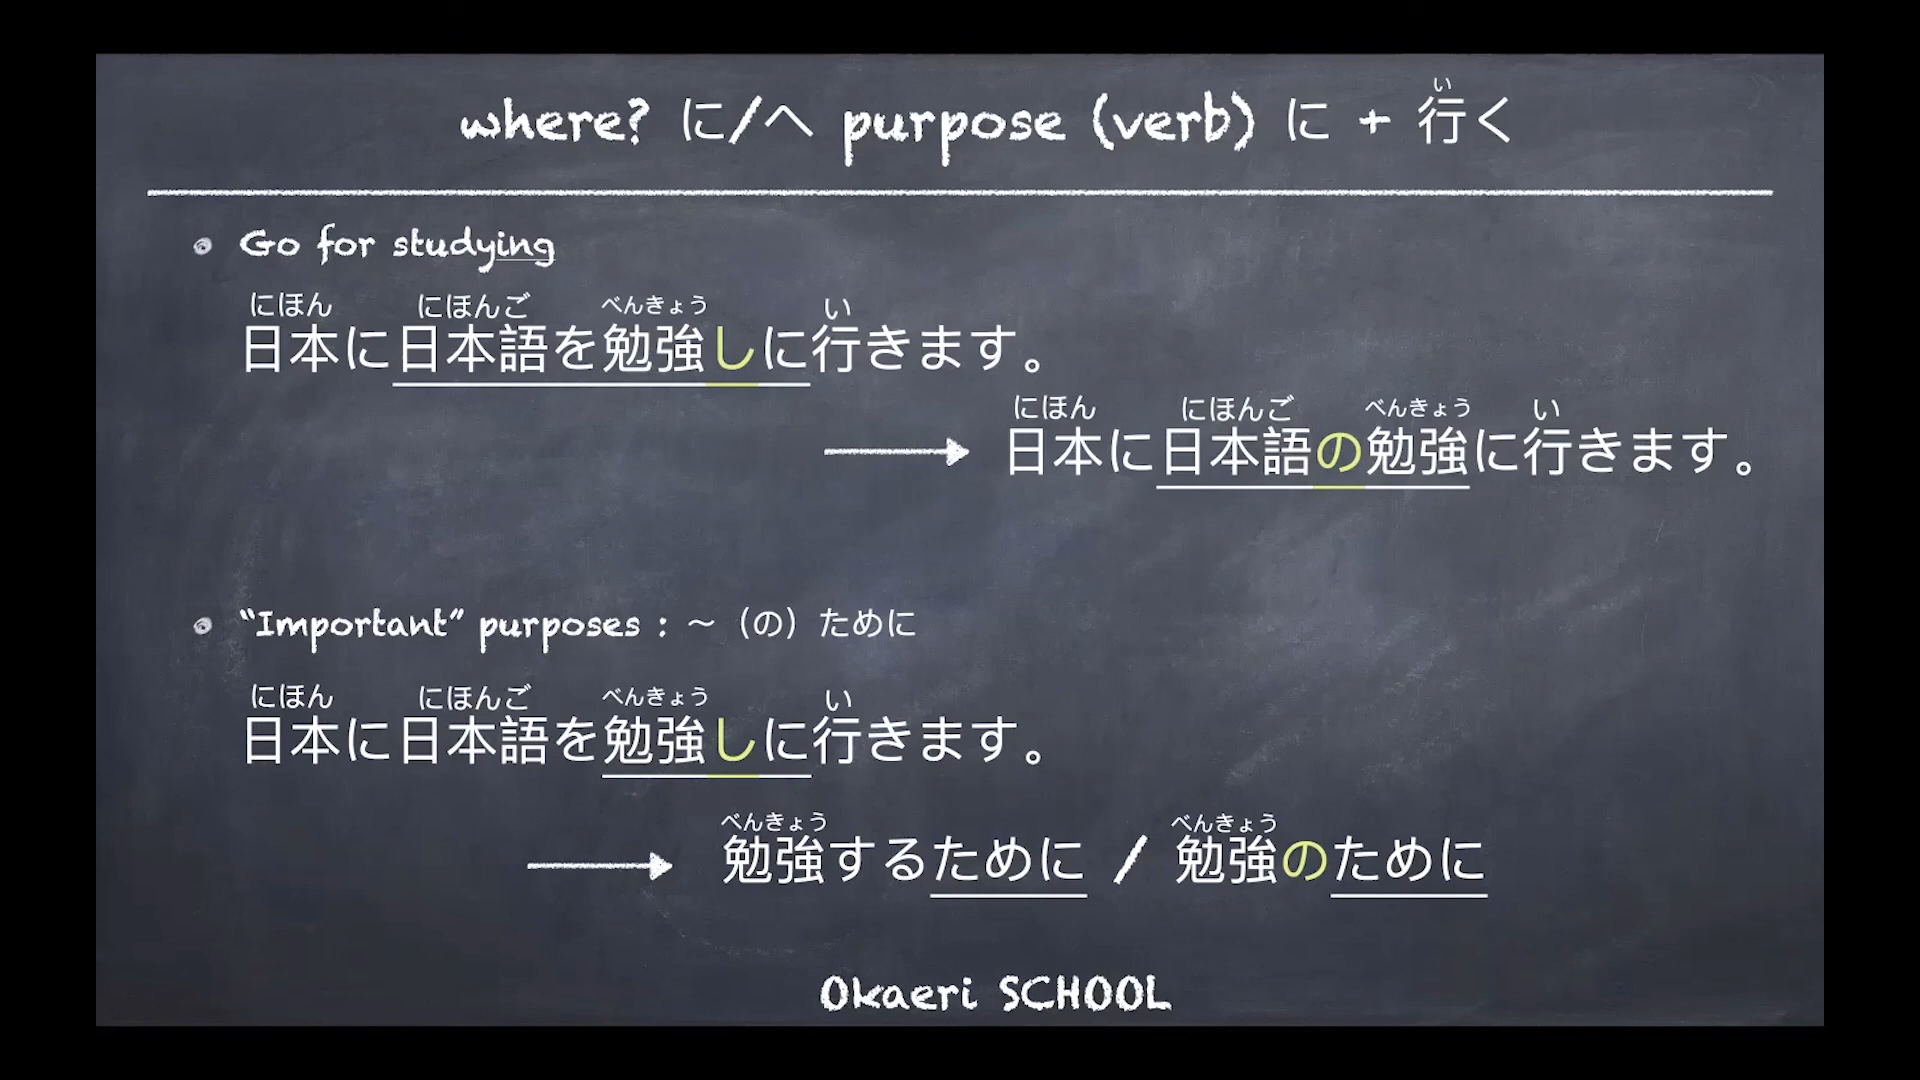 い
where? に/へ purpose (verb) に + 行く
Go for studying
にほん にほんご べんきょう い
日本に日本語を勉強しに行きます。
にほん にほんご べんきょう い
日本に日本語の勉強に行きます。
“Important” purposes : 〜（の）ために
にほん にほんご べんきょう い
日本に日本語を勉強しに行きます。
べんきょう べんきょう
勉強するために / 勉強のために
Okaeri SCHOOL